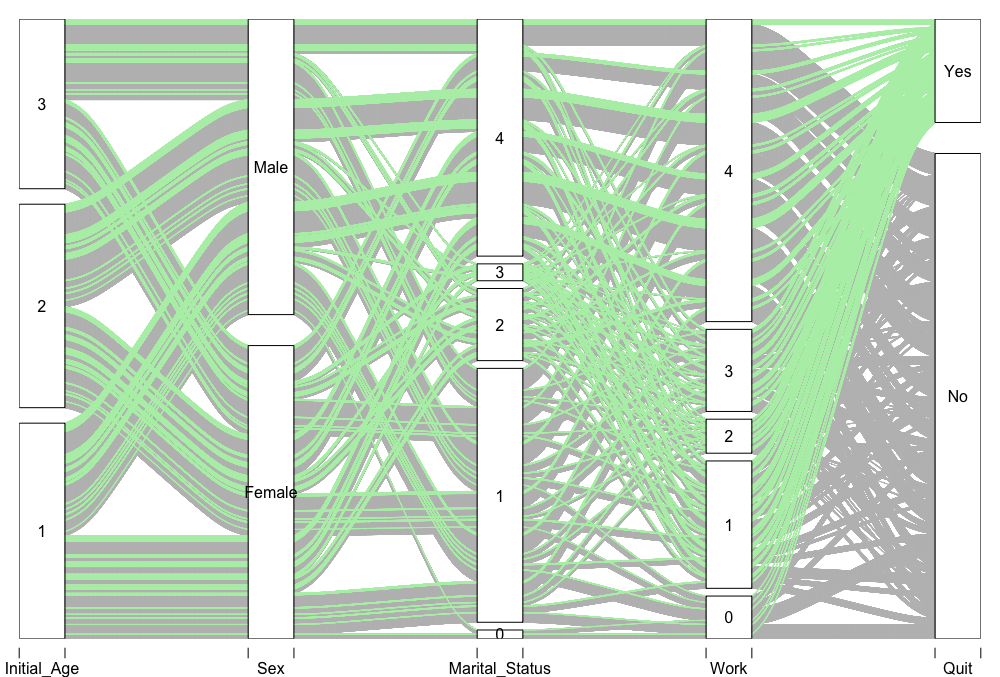 3
2
1
Male
Female
4
3
2
1
0
4
3
2
1
0
Yes
No
Initial_Age
Sex
Marital_Status
Work
Quit